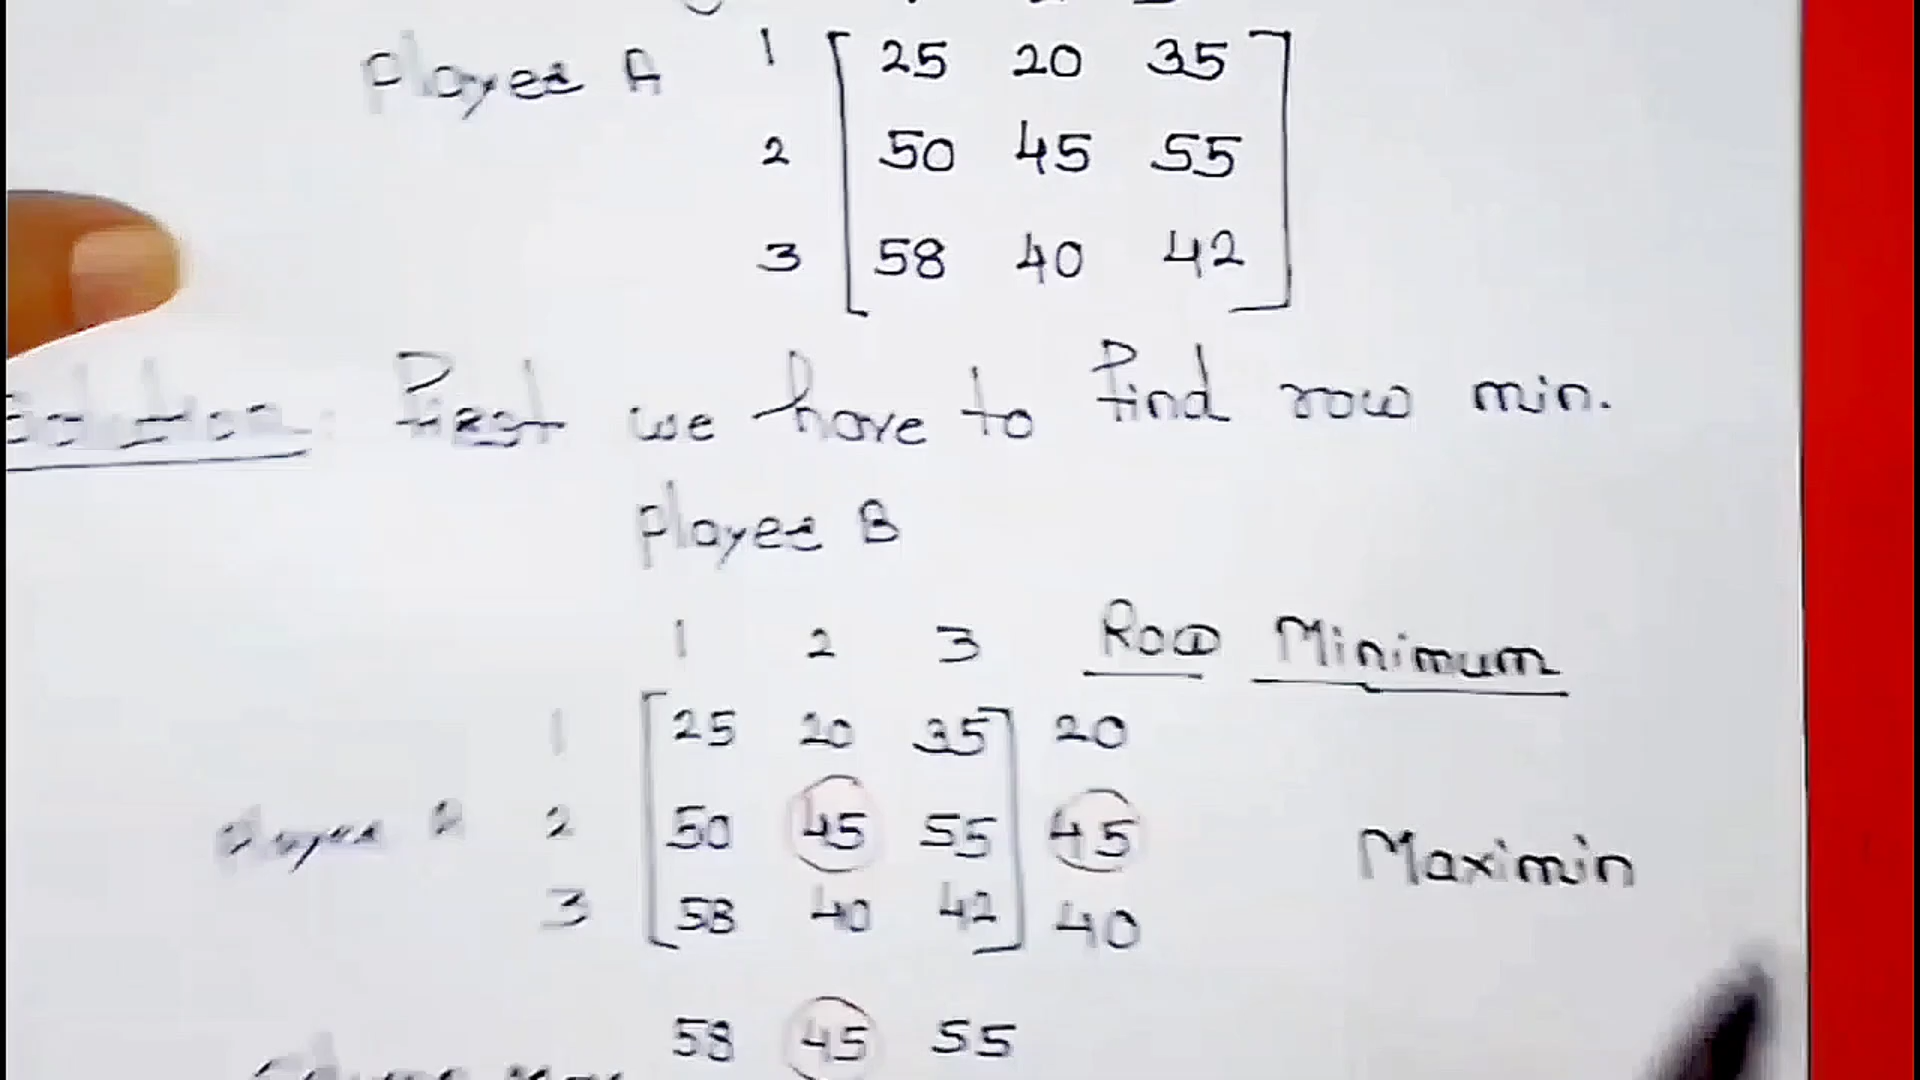 Player A 1 25 20 35
2 50 45 55
3 58 40 42
Solution: First we have to find row min.
Player B
1 2 3 Row Minimum
1 25 20 35 20
2 50 45 55 45 Maximin
3 58 40 42 40
58 45 55